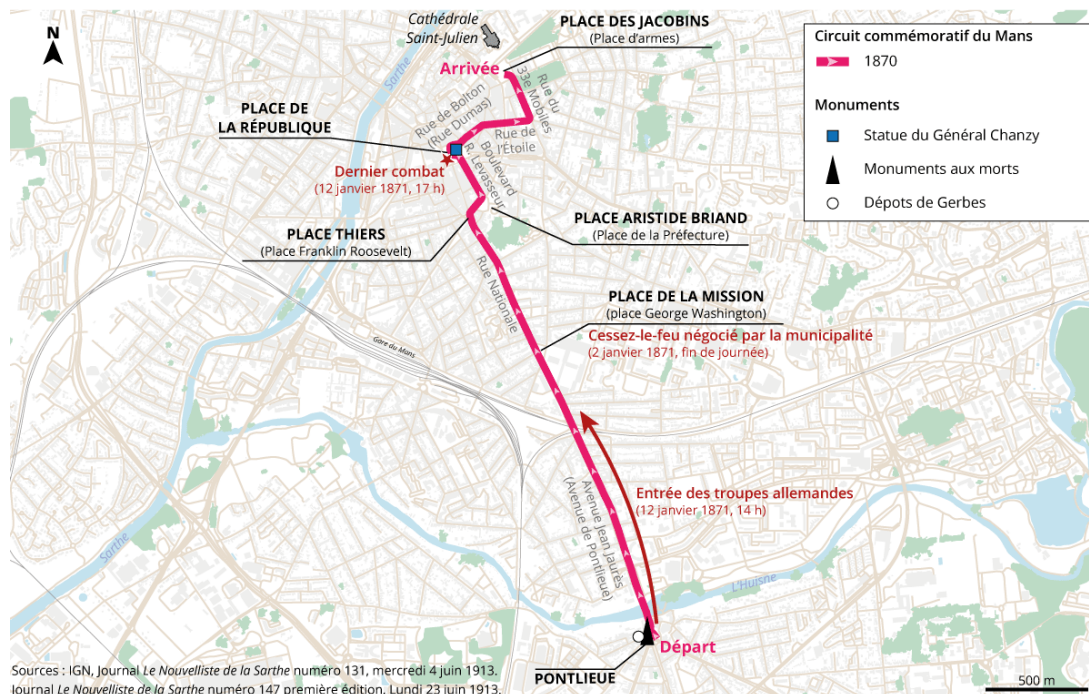 N
Cathédrale
Saint-Julien
PLACE DES JACOBINS
(Place d'armes)
Arrivée
Sarthe
Rue du
33e Mobiles
Rue de Bolton
(Rue Dumas)
Rue de
l'Étoile
PLACE DE
LA RÉPUBLIQUE
Boulevard
R. Levasseur
Dernier combat
(12 janvier 1871, 17 h)
PLACE ARISTIDE BRIAND
(Place de la Préfecture)
PLACE THIERS
(Place Franklin Roosevelt)
Rue Nationale
PLACE DE LA MISSION
(place George Washington)
Cessez-le-feu négocié par la municipalité
(2 janvier 1871, fin de journée)
Gare du Mans
Entrée des troupes allemandes
(12 janvier 1871, 14 h)
Avenue Jean Jaurès
(Avenue de Pontlieue)
Sarthe
L'Huisne
Départ
PONTLIEUE
Circuit commémoratif du Mans
1870
Monuments
Statue du Général Chanzy
Monuments aux morts
Dépots de Gerbes
Sources : IGN, Journal Le Nouvelliste de la Sarthe numéro 131, mercredi 4 juin 1913.
Journal Le Nouvelliste de la Sarthe numéro 147 première édition, Lundi 23 juin 1913.
500 m